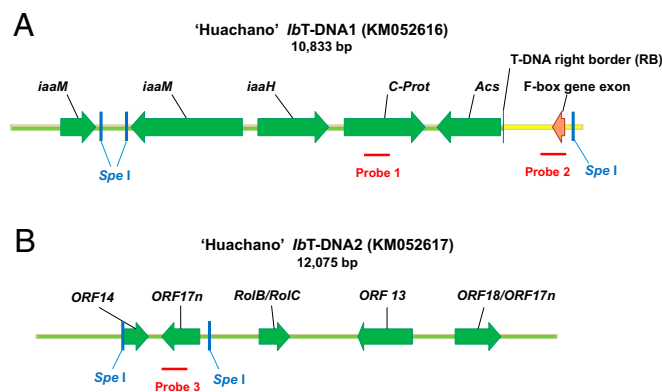 A
'Huachano' IbT-DNA1 (KM052616)
10,833 bp
T-DNA right border (RB)
iaaM
iaaM
iaaH
C-Prot
Acs
F-box gene exon
Spe I
Probe 1
Probe 2
Spe I
B
'Huachano' IbT-DNA2 (KM052617)
12,075 bp
ORF14
ORF17n
RolB/RolC
ORF 13
ORF18/ORF17n
Spe I
Spe I
Probe 3